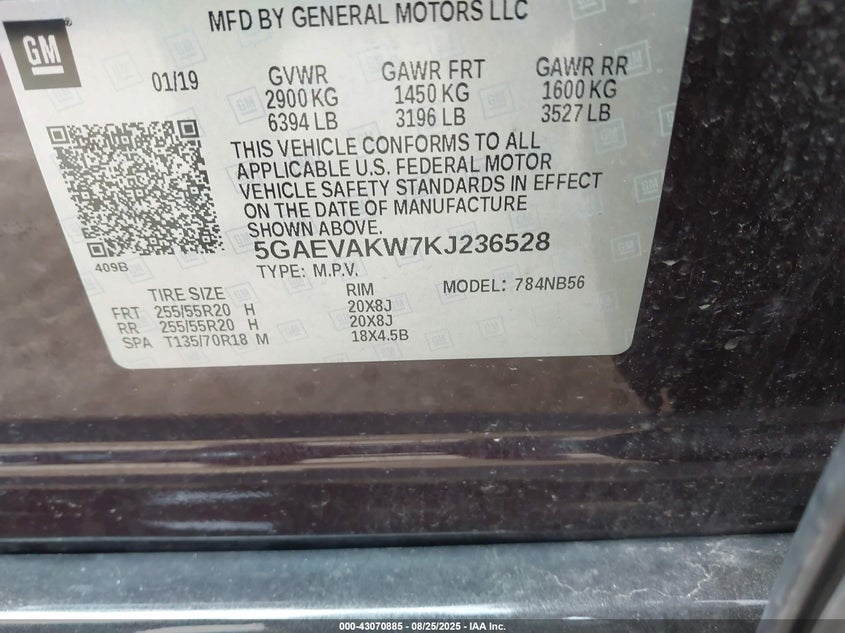 MFD BY GENERAL MOTORS LLC
GM
01/19 GVWR GAWR FRT GAWR RR
2900 KG 1450 KG 1600 KG
6394 LB 3196 LB 3527 LB
THIS VEHICLE CONFORMS TO ALL
APPLICABLE U.S. FEDERAL MOTOR
VEHICLE SAFETY STANDARDS IN EFFECT
ON THE DATE OF MANUFACTURE
SHOWN ABOVE.
409B
5GAEVAKW7KJ236528
TYPE: M.P.V. MODEL: 784NB56
TIRE SIZE RIM
FRT 255/55R20 H 20X8J
RR 255/55R20 H 20X8J
SPA T135/70R18 M 18X4.5B
000-43070885 | 08/25/2025 - IAA Inc.